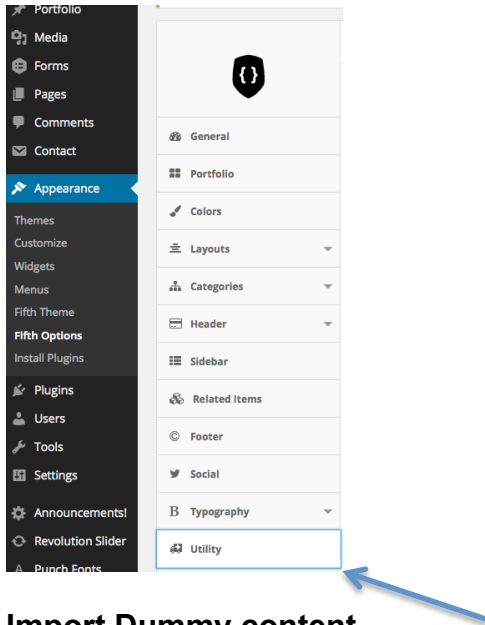 Portfolio
Media
Forms
Pages
Comments
Contact
Appearance
Themes
Customize
Widgets
Menus
Fifth Theme
Fifth Options
Install Plugins
Plugins
Users
Tools
Settings
Announcements!
Revolution Slider
Punch Fonts
{}
General
Portfolio
Colors
Layouts
Categories
Header
Sidebar
Related Items
© Footer
Social
B Typography
Utility
Import Dummy content